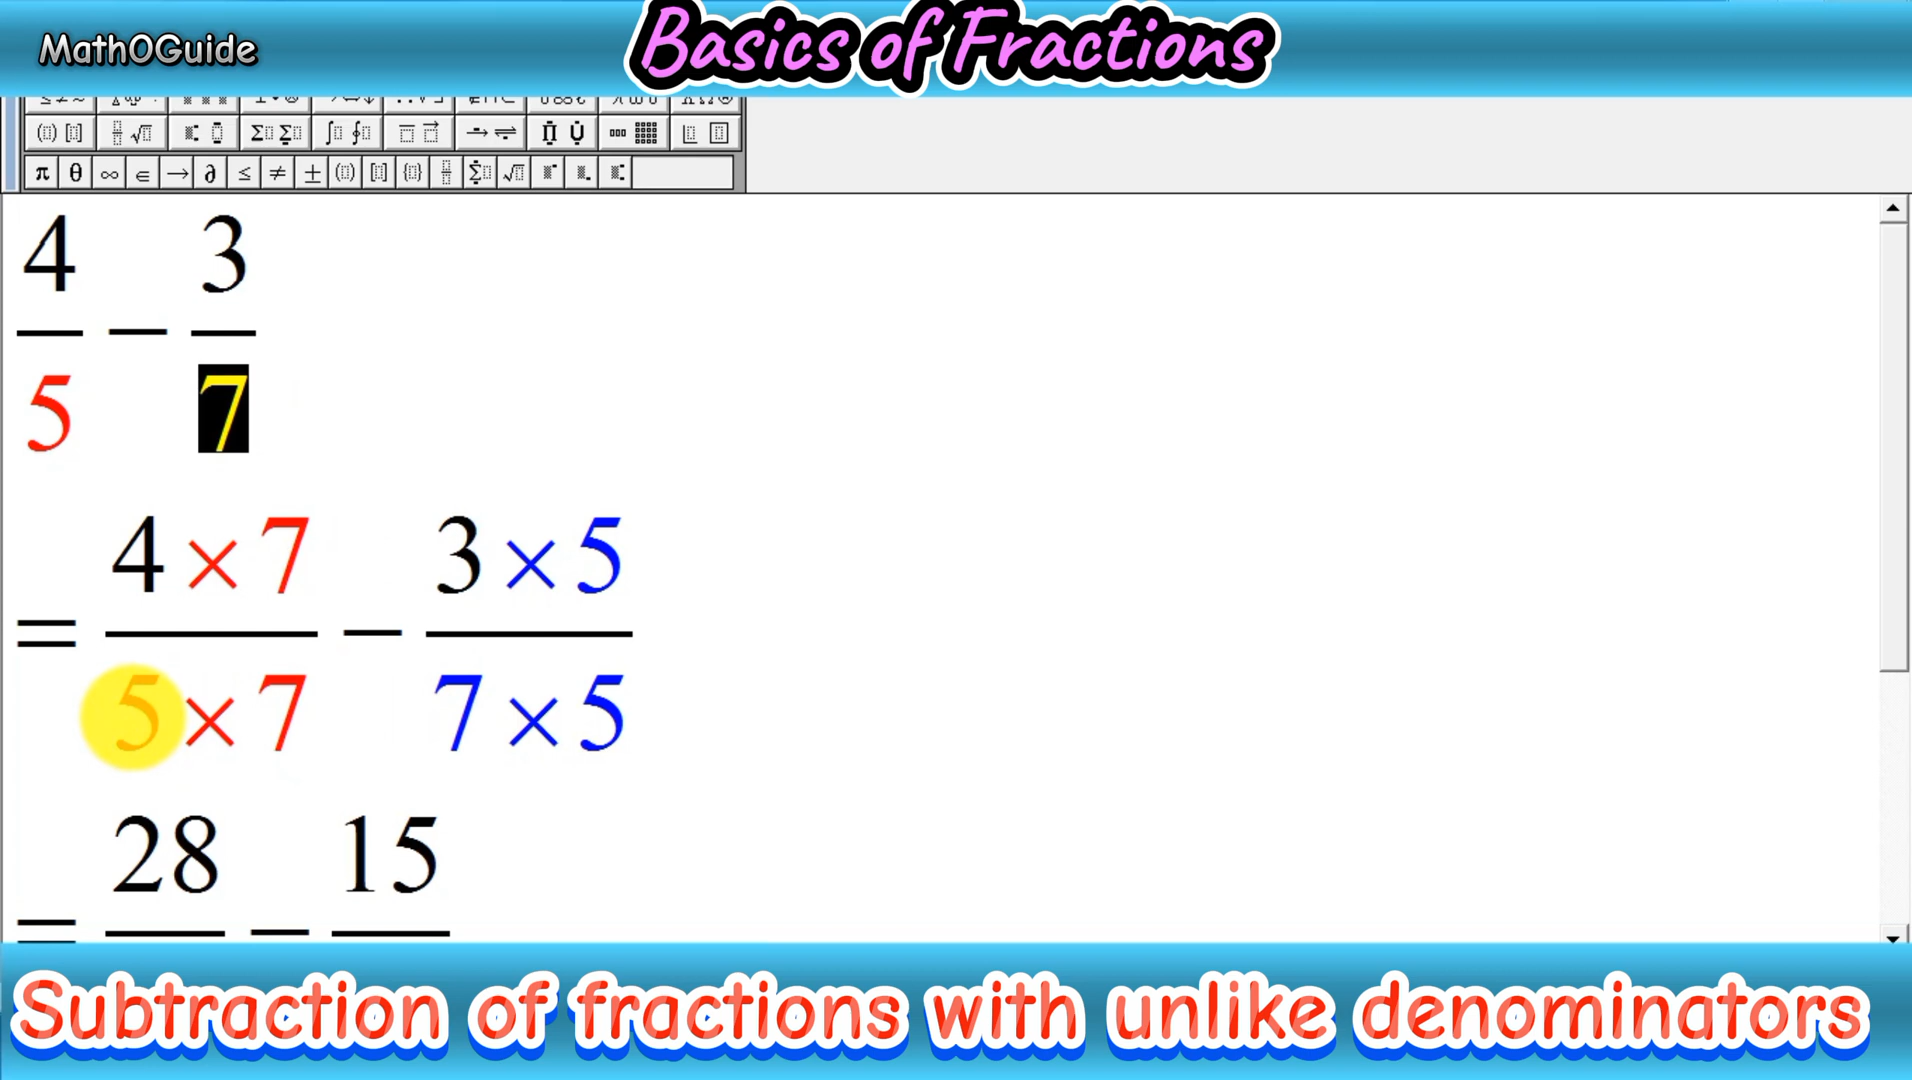 MathOGuide
Basics of Fractions
π θ ∞ ∈ → ∂ ≤ ≠ ±
4/5 − 3/7
= 4 × 7 / 5 × 7 − 3 × 5 / 7 × 5
= 28 − 15
Subtraction of fractions with unlike denominators